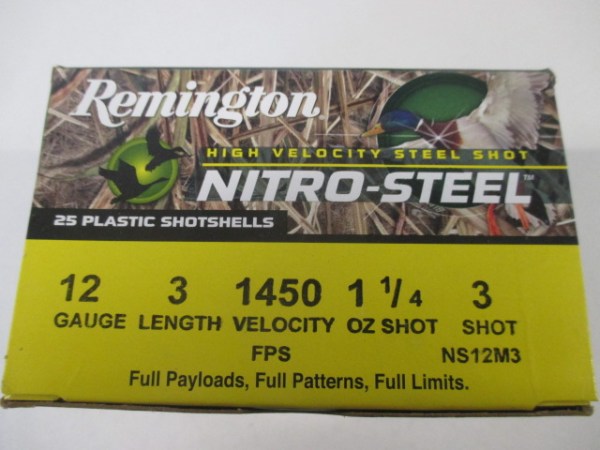 Remington
HIGH VELOCITY STEEL SHOT
NITRO-STEEL™
25 PLASTIC SHOTSHELLS
12 3 1450 1 1/4 3
GAUGE LENGTH VELOCITY OZ SHOT SHOT
FPS NS12M3
Full Payloads, Full Patterns, Full Limits.